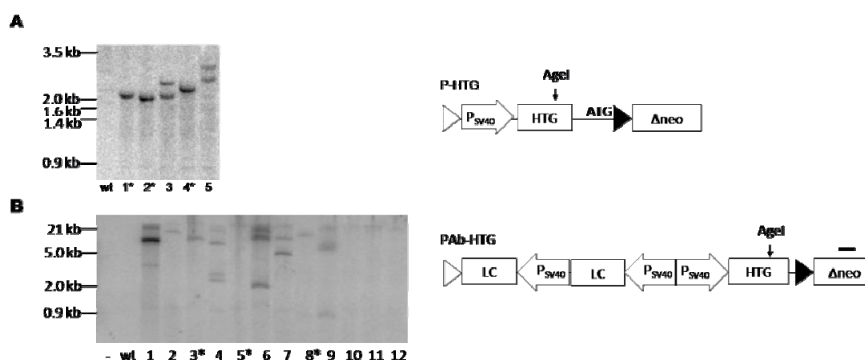 A
3.5 kb
2.0 kb
1.6 kb
1.4 kb
0.9 kb
wt 1* 2* 3 4* 5
AgeI
P-HTG
PSV40 HTG ATG Δneo
B
21 kb
5.0 kb
2.0 kb
0.9 kb
- wt 1 2 3* 4 5* 6 7 8* 9 10 11 12
PAb-HTG
AgeI
LC PSV40 LC PSV40 PSV40 HTG Δneo